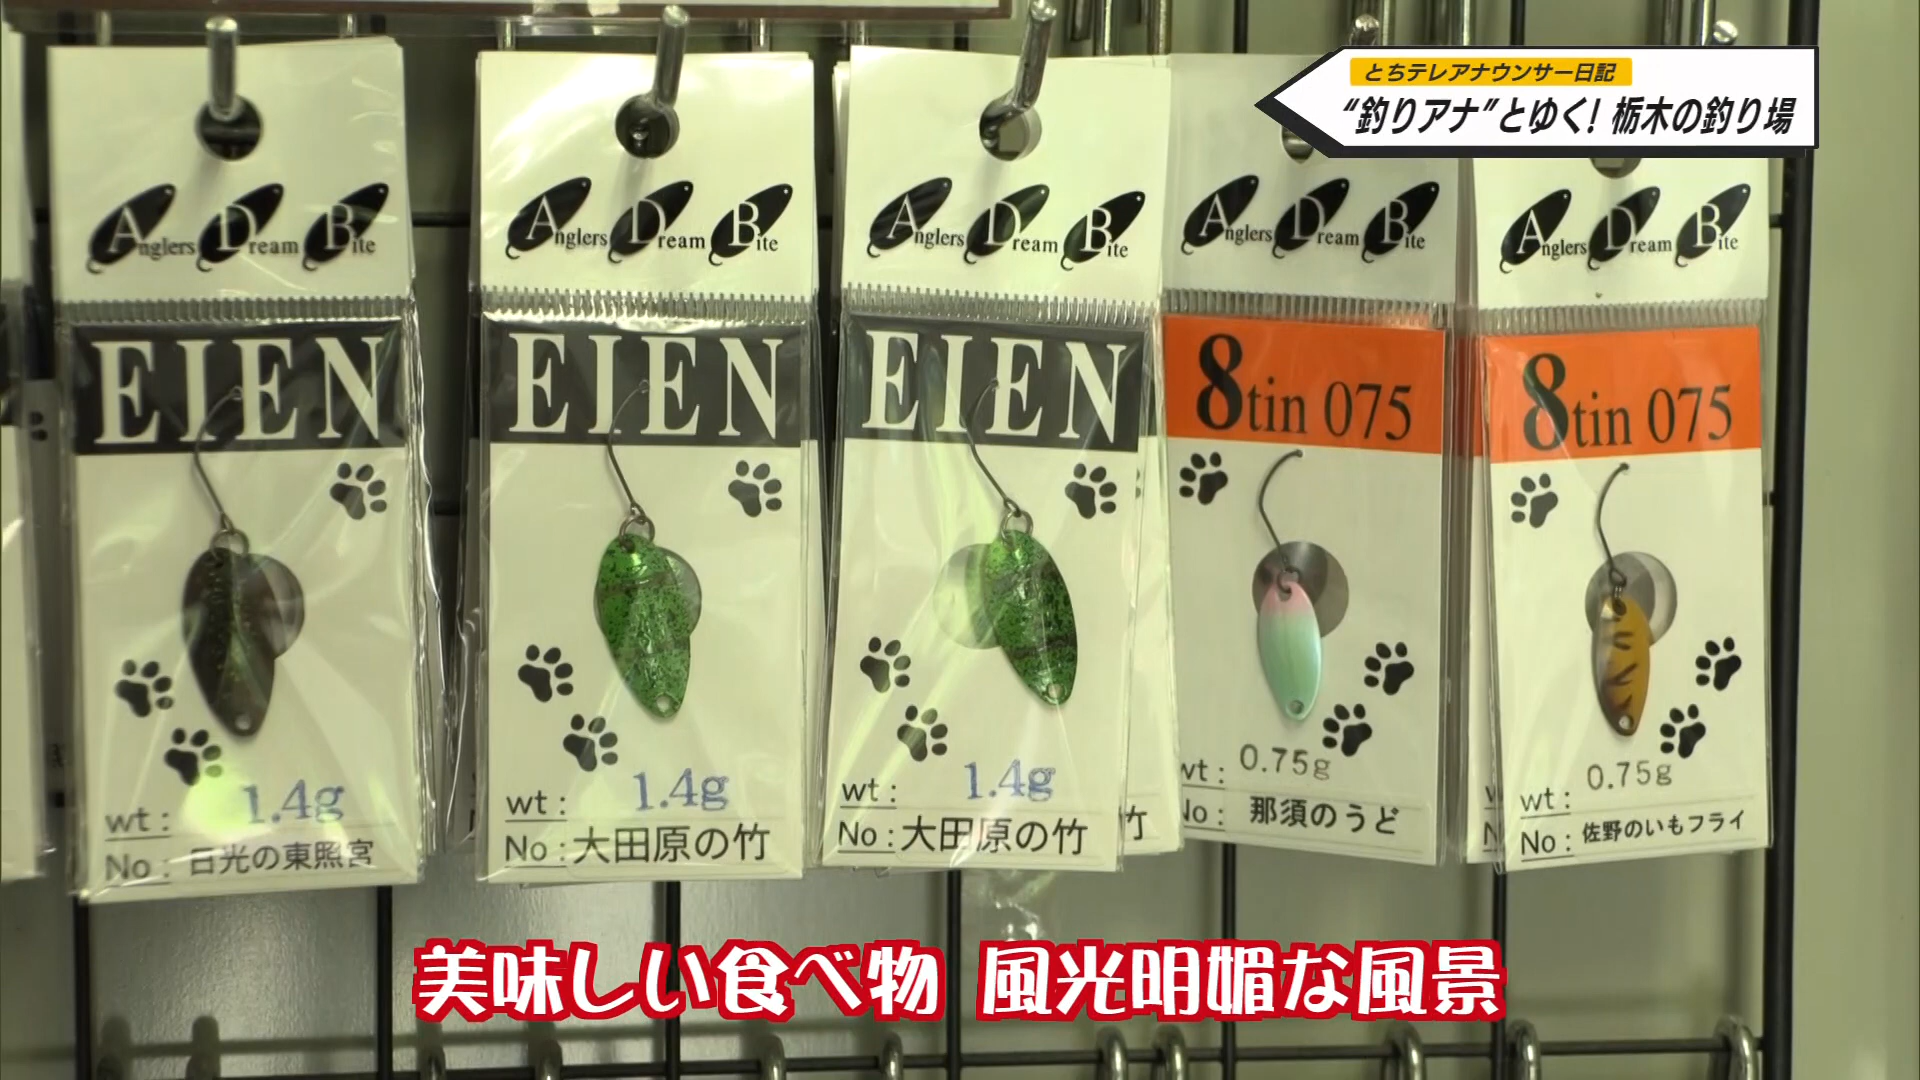 とちテレアナウンサー日記
“釣りアナ”とゆく! 栃木の釣り場
Anglers Dream Bite
EIEN
wt: 1.4g
No: 日光の東照宮
Anglers Dream Bite
EIEN
wt: 1.4g
No: 大田原の竹
Anglers Dream Bite
EIEN
wt: 1.4g
No: 大田原の竹
竹
Anglers Dream Bite
8tin 075
wt: 0.75g
No: 那須のうど
Anglers Dream Bite
8tin 075
wt: 0.75g
No: 佐野のいもフライ
美味しい食べ物 風光明媚な風景